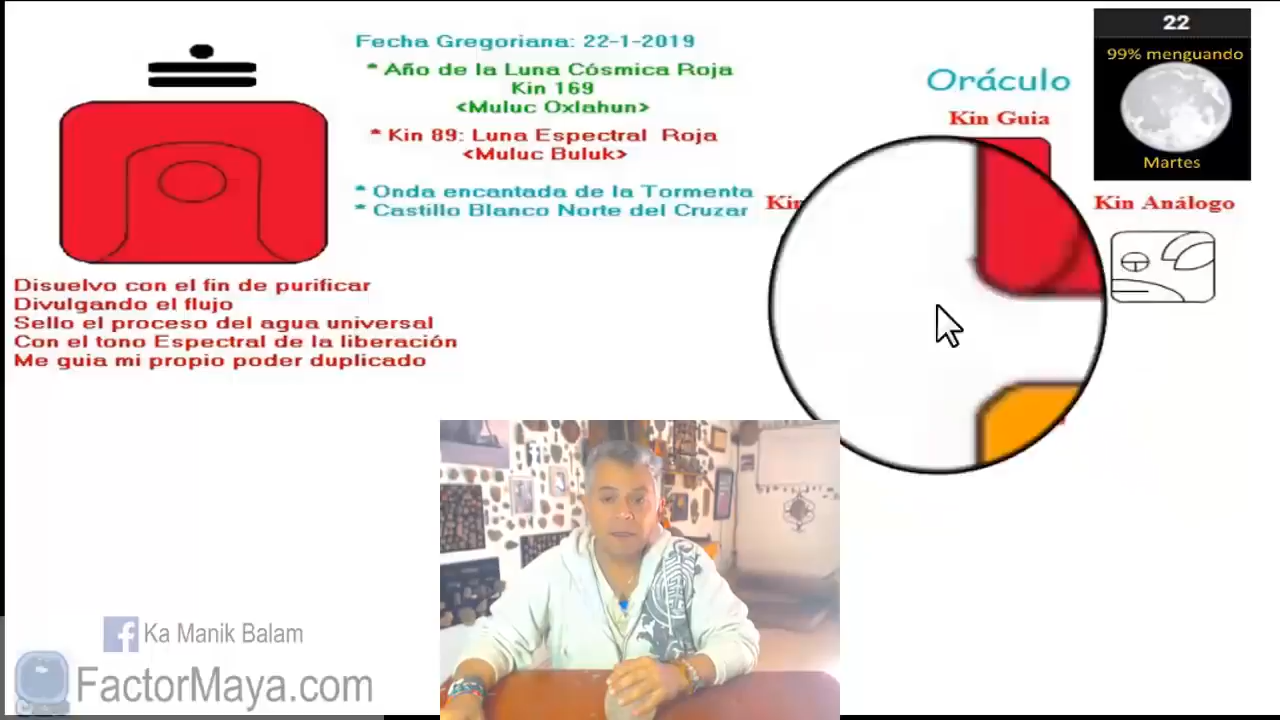 Fecha Gregoriana: 22-1-2019
* Año de la Luna Cósmica Roja
Kin 169
<Muluc Oxlahun>
* Kin 89: Luna Espectral Roja
<Muluc Buluk>
* Onda encantada de la Tormenta
* Castillo Blanco Norte del Cruzar
Disuelvo con el fin de purificar
Divulgando el flujo
Sello el proceso del agua universal
Con el tono Espectral de la liberación
Me guia mi propio poder duplicado
Oráculo
Kin Guia
Kin Análogo
22
99% menguando
Martes
Ka Manik Balam
FactorMaya.com